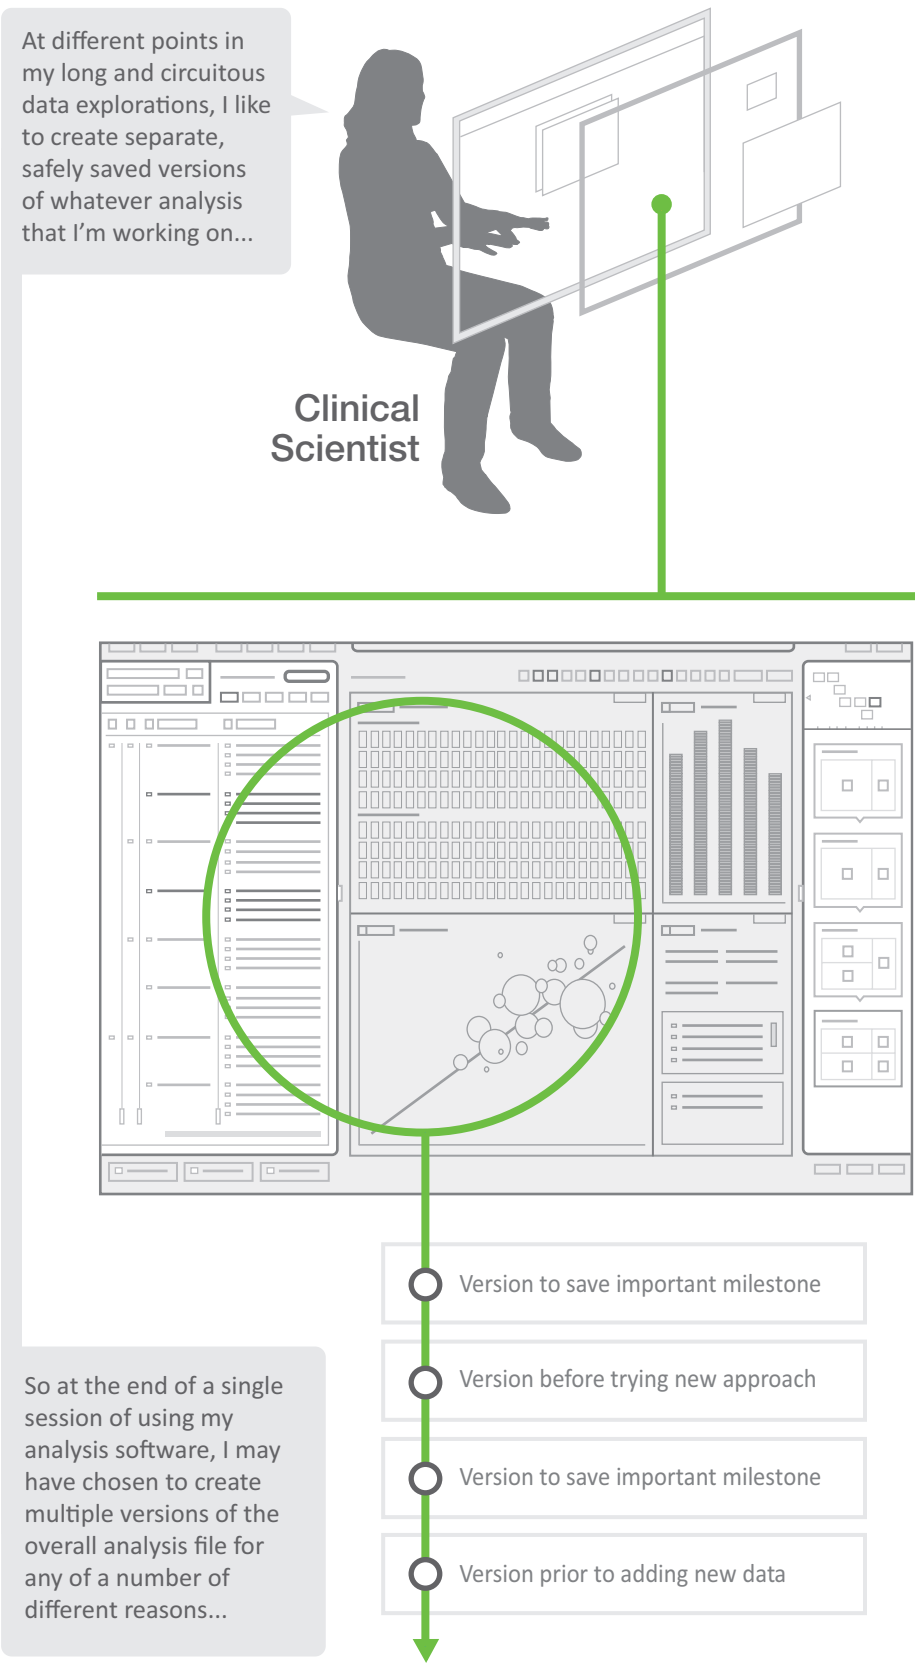 At different points in
my long and circuitous
data explorations, I like
to create separate,
safely saved versions
of whatever analysis
that I'm working on...
Clinical
Scientist
Version to save important milestone
Version before trying new approach
Version to save important milestone
Version prior to adding new data
So at the end of a single
session of using my
analysis software, I may
have chosen to create
multiple versions of the
overall analysis file for
any of a number of
different reasons...